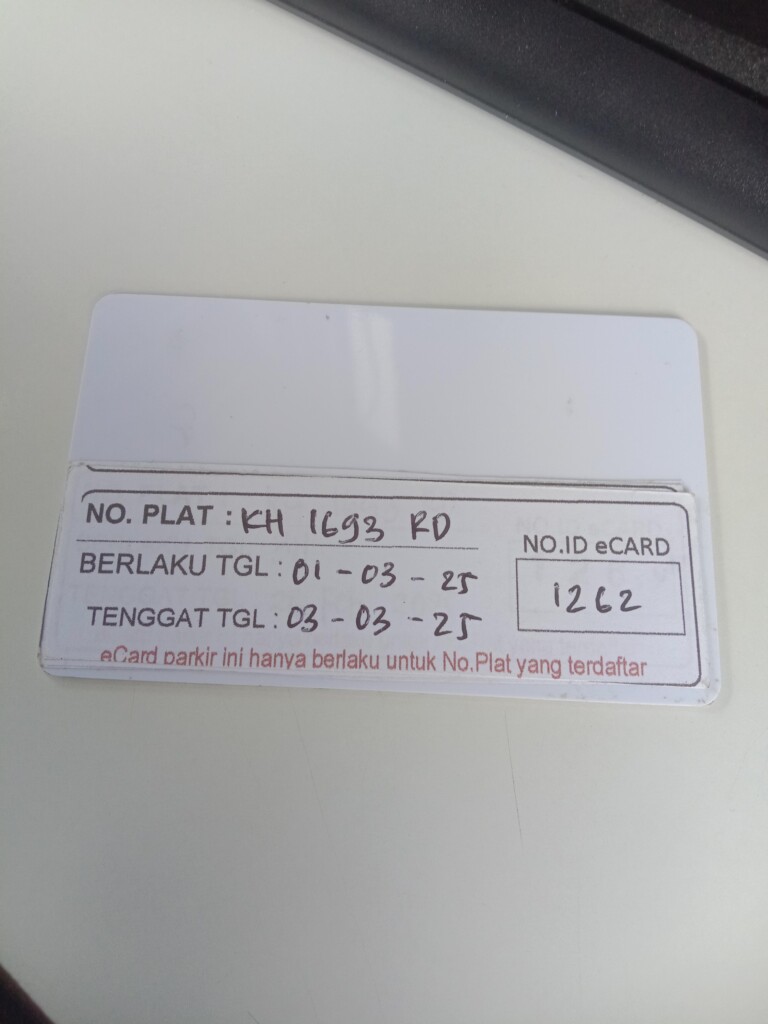 NO. PLAT : KH 1693 RD
BERLAKU TGL : 01 - 03 - 25
TENGGAT TGL : 03 - 03 - 25
NO.ID eCARD
1262
eCard parkir ini hanya berlaku untuk No.Plat yang terdaftar